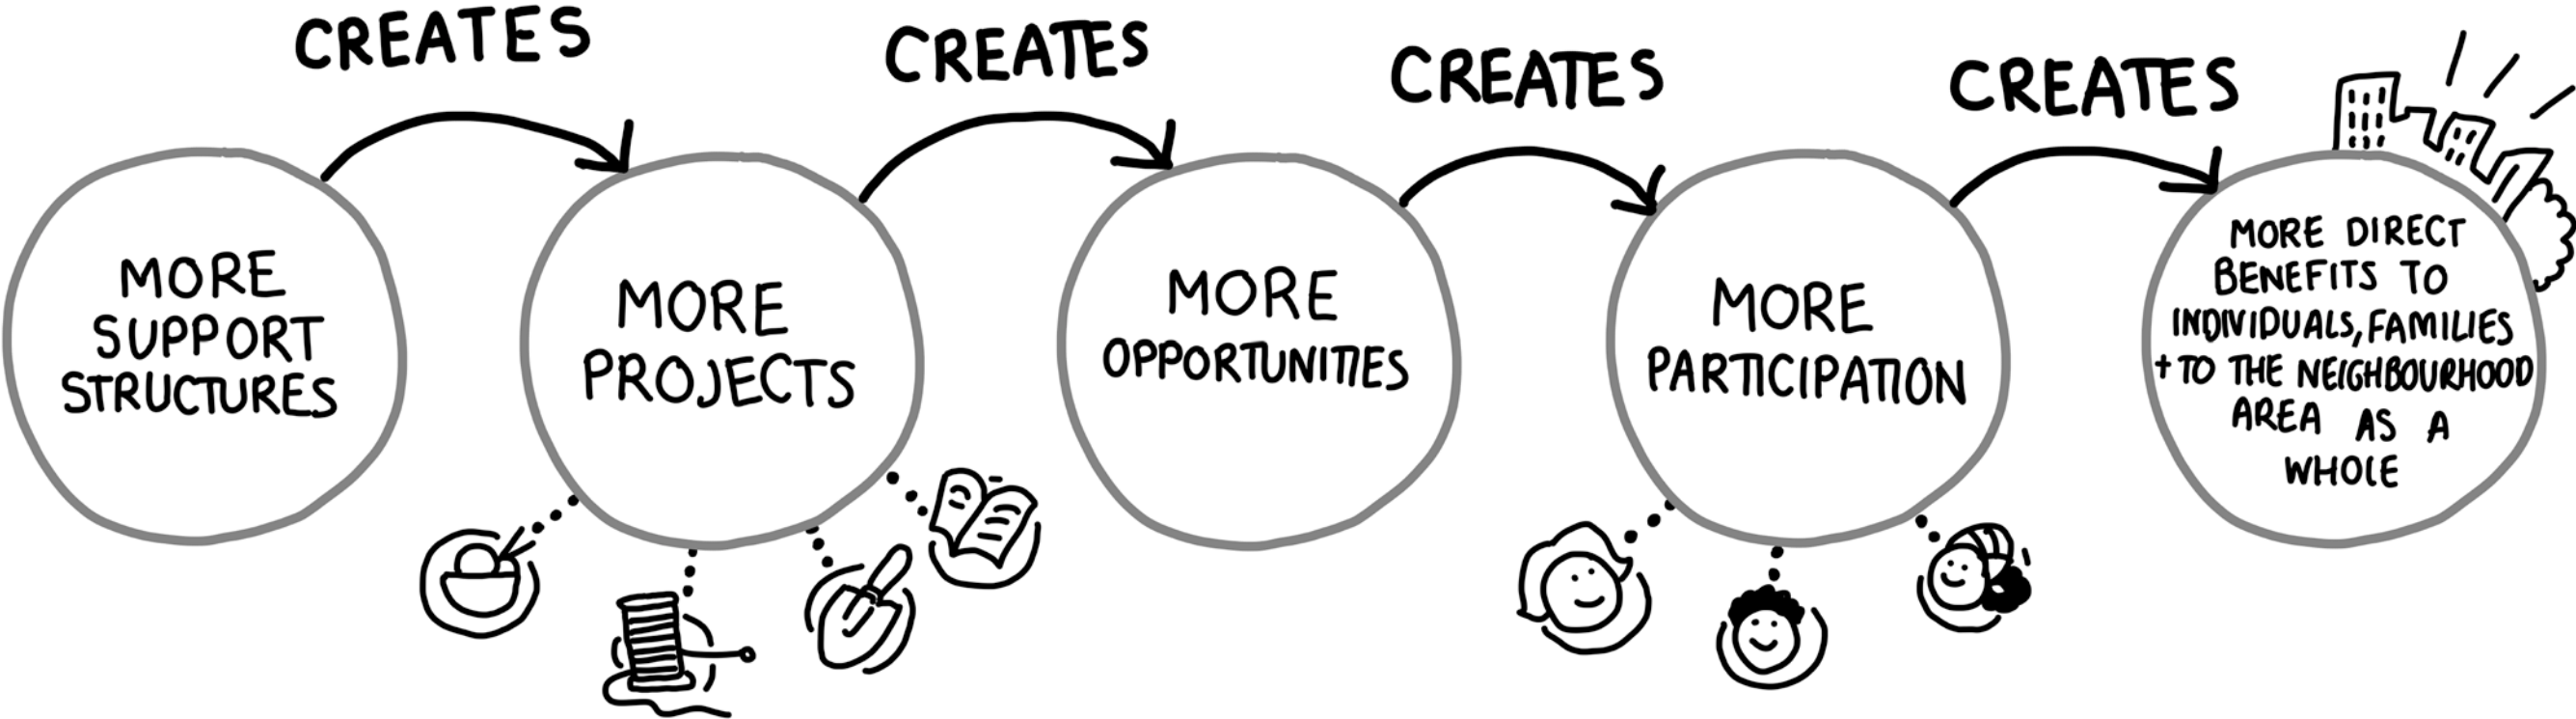 CREATES
CREATES
CREATES
CREATES
MORE
SUPPORT
STRUCTURES
MORE
PROJECTS
MORE
OPPORTUNITIES
MORE
PARTICIPATION
MORE DIRECT
BENEFITS TO
INDIVIDUALS, FAMILIES
+ TO THE NEIGHBOURHOOD
AREA AS A
WHOLE